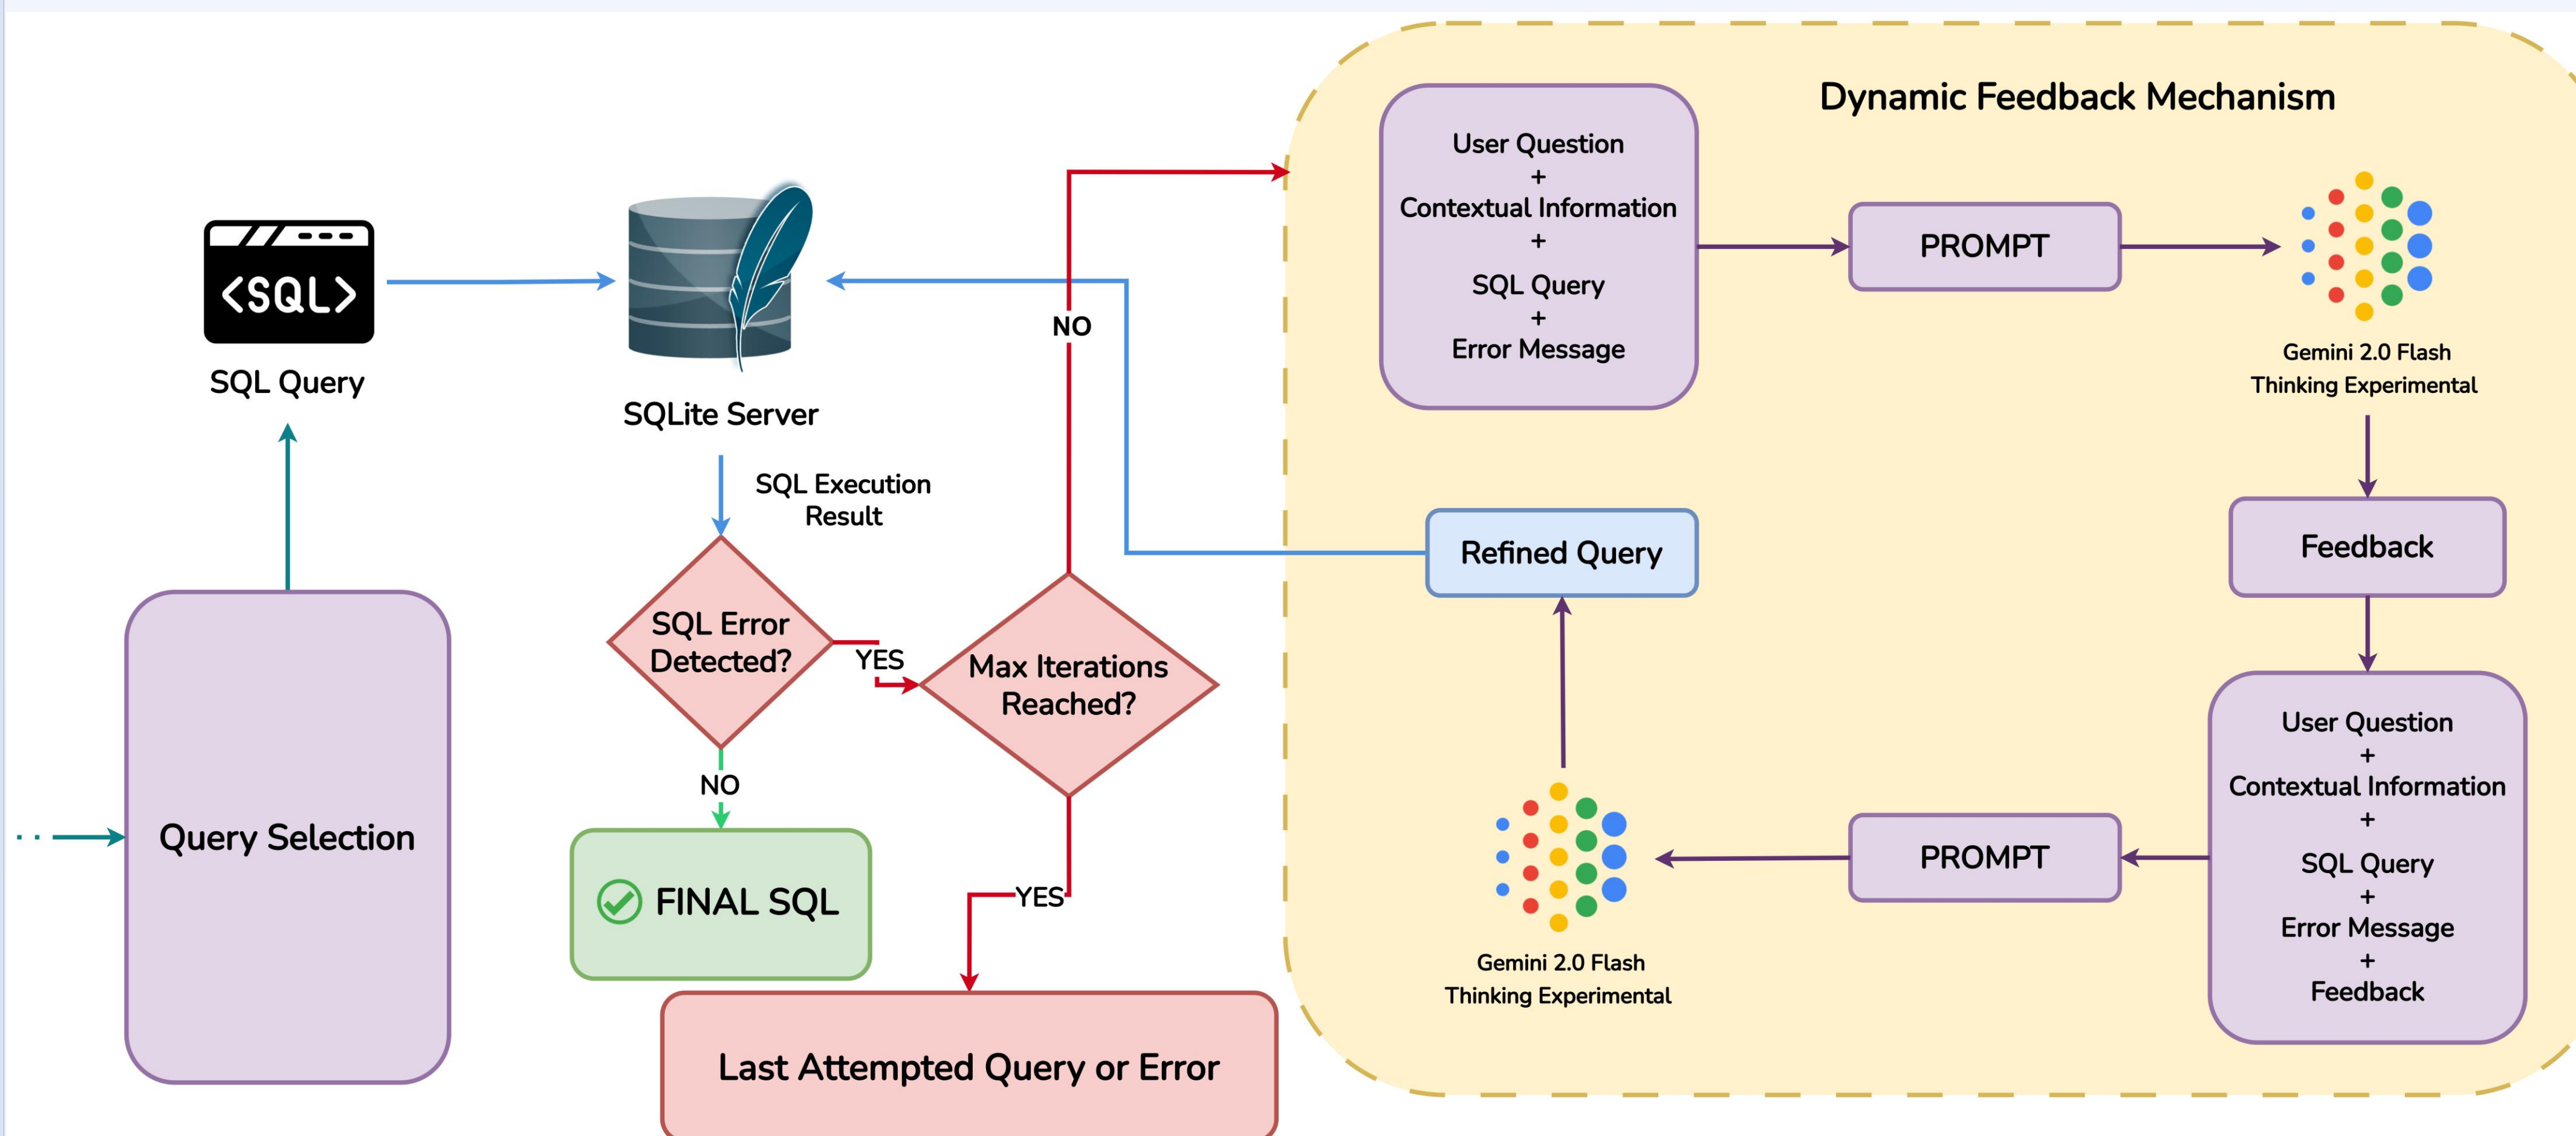 Dynamic Feedback Mechanism
User Question
+
Contextual Information
+
SQL Query
+
Error Message
PROMPT
Gemini 2.0 Flash
Thinking Experimental
<SQL>
SQL Query
SQLite Server
NO
SQL Execution
Result
Refined Query
Feedback
SQL Error
Detected?
YES
Max Iterations
Reached?
NO
Query Selection
FINAL SQL
YES
Last Attempted Query or Error
User Question
+
Contextual Information
+
SQL Query
+
Error Message
+
Feedback
PROMPT
Gemini 2.0 Flash
Thinking Experimental